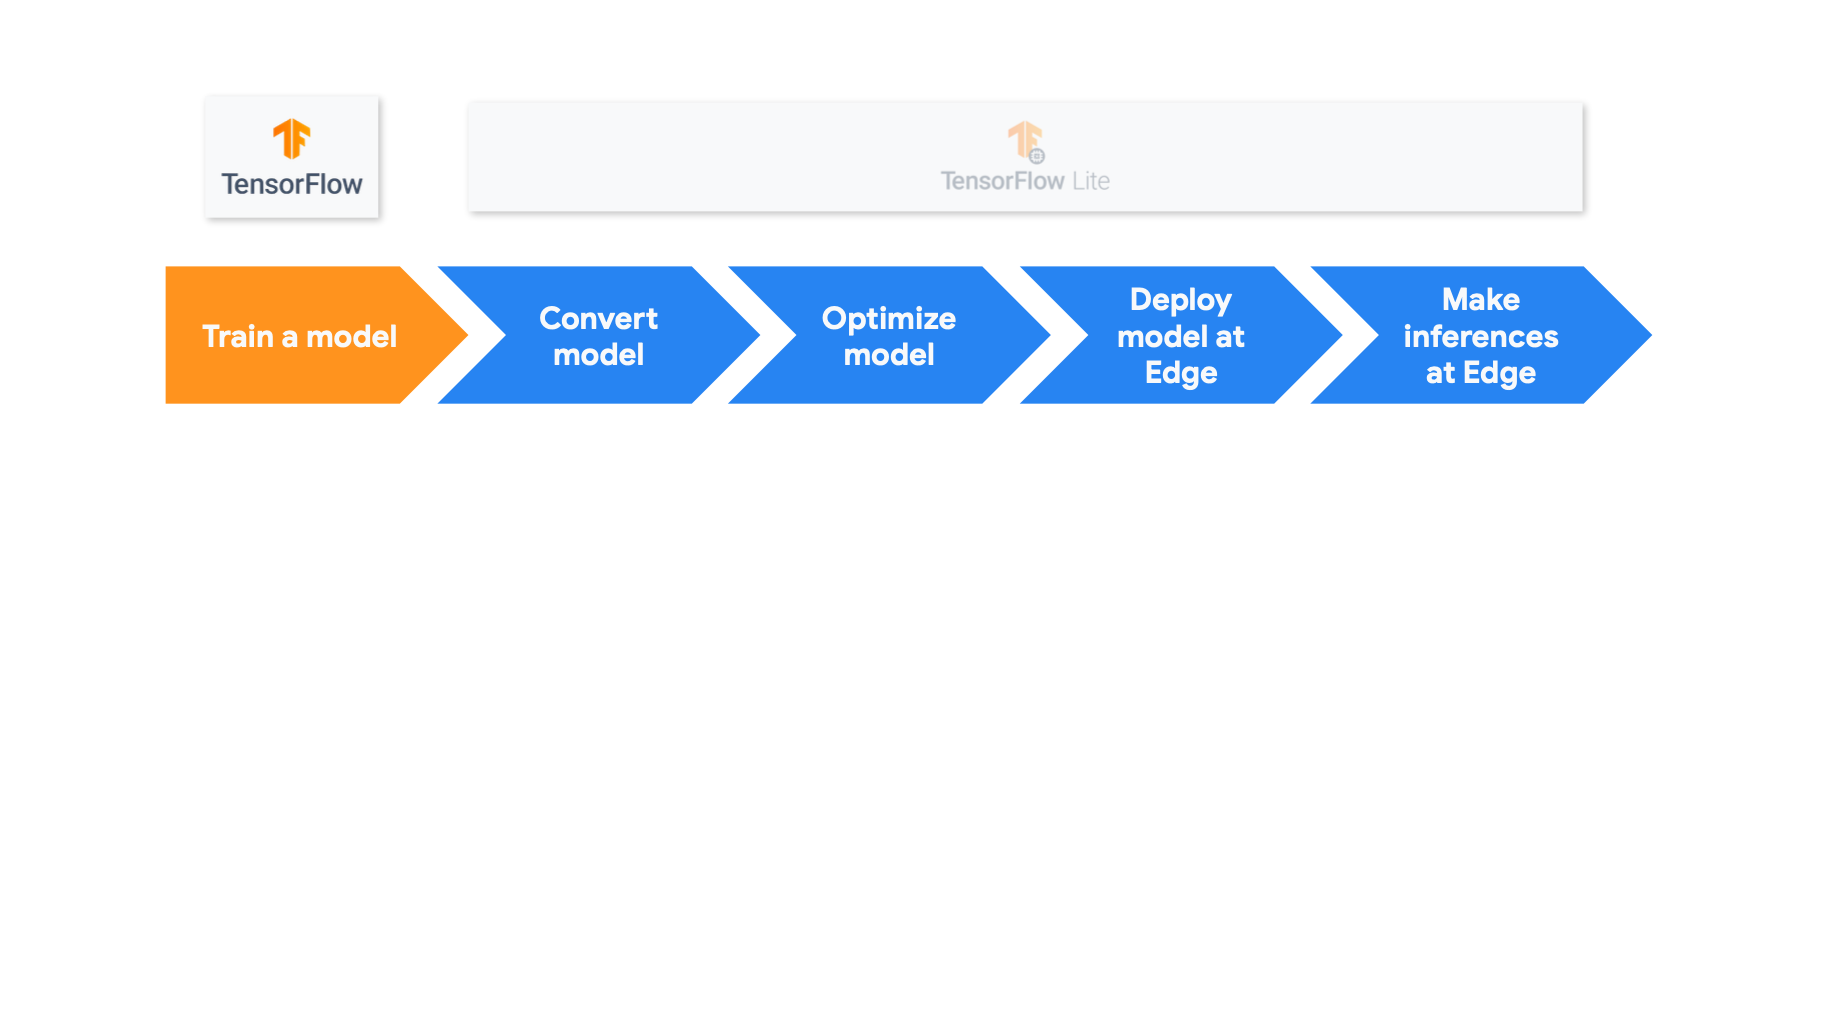 TensorFlow
TensorFlow Lite
Train a model
Convert
model
Optimize
model
Deploy
model at
Edge
Make
inferences
at Edge